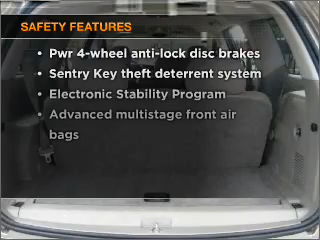 SAFETY FEATURES
• Pwr 4-wheel anti-lock disc brakes
• Sentry Key theft deterrent system
• Electronic Stability Program
• Advanced multistage front air
bags